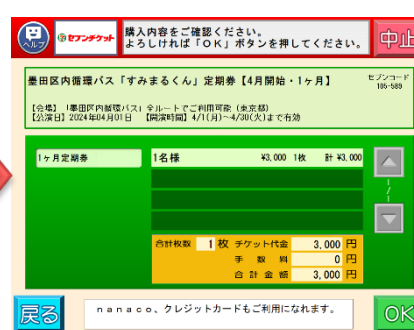 ヘルプ
セブンチケット
購入内容をご確認ください。
よろしければ「OK」ボタンを押してください。
中止
墨田区内循環バス「すみまるくん」定期券【4月開始・1ヶ月】
セブンコード
105-589
【会場】「墨田区内循環バス」全ルートでご利用可能（東京都）
【公演日】2024年04月01日 【開演時間】4/1(月)～4/30(火)まで有効
1ヶ月定期券 1名様 ¥3,000 1枚 計 ¥3,000
1/1
合計枚数 1 枚 チケット代金 3,000 円
手数料 0 円
合計金額 3,000 円
戻る
nanaco、クレジットカードもご利用になれます。
OK